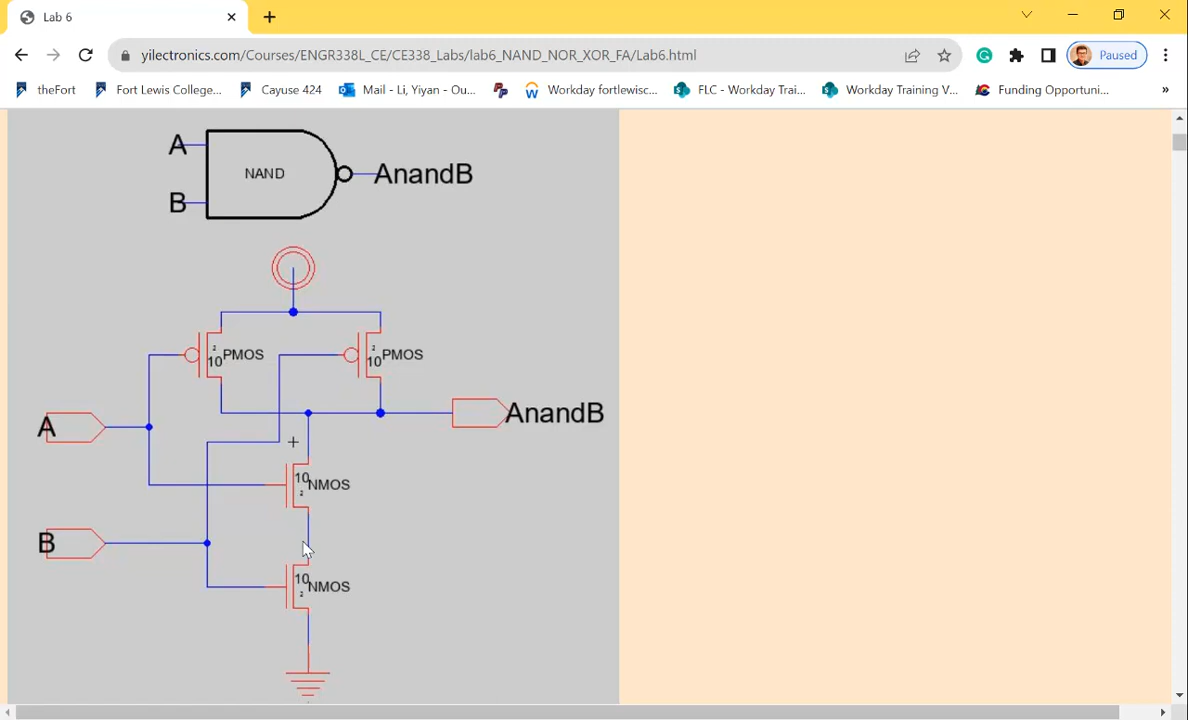 Lab 6
yilectronics.com/Courses/ENGR338L_CE/CE338_Labs/lab6_NAND_NOR_XOR_FA/Lab6.html
Paused
theFort
Fort Lewis College...
Cayuse 424
Mail - Li, Yiyan - Ou...
Workday fortlewisc...
FLC - Workday Trai...
Workday Training V...
Funding Opportuni...
»
A
NAND
AnandB
B
2
10
PMOS
2
10
PMOS
A
AnandB
10
2
NMOS
B
10
2
NMOS